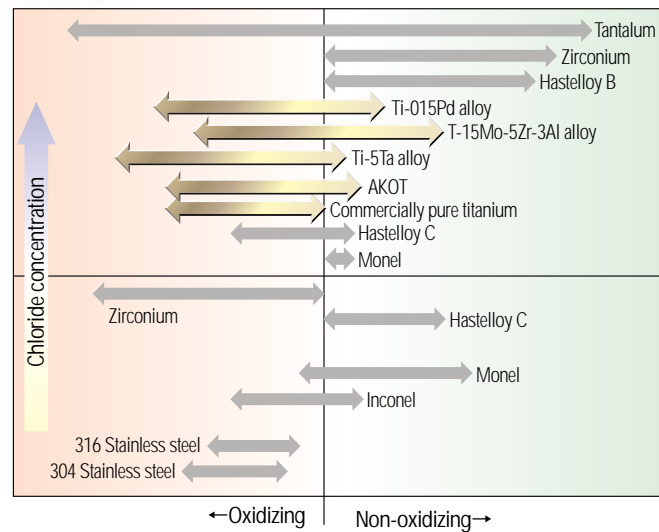 Tantalum
Zirconium
Hastelloy B
Ti-015Pd alloy
T-15Mo-5Zr-3Al alloy
Ti-5Ta alloy
AKOT
Commercially pure titanium
Hastelloy C
Monel
Chloride concentration
Zirconium
Hastelloy C
Monel
Inconel
316 Stainless steel
304 Stainless steel
←Oxidizing Non-oxidizing→